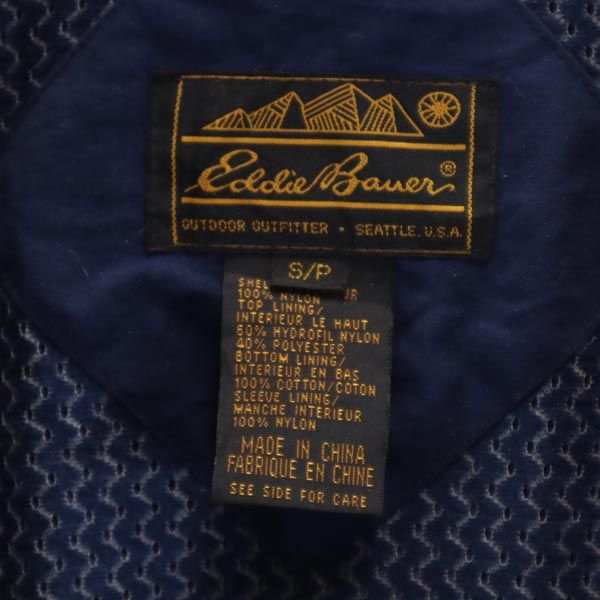 Eddie Bauer®
OUTDOOR OUTFITTER • SEATTLE, U.S.A.
S/P
100% NYLON
TOP LINING/
INTERIEUR LE HAUT
60% HYDROFIL NYLON
40% POLYESTER
BOTTOM LINING/
INTERIEUR EN BAS
100% COTTON/COTON
SLEEVE LINING/
MANCHE INTERIEUR
100% NYLON
MADE IN CHINA
FABRIQUE EN CHINE
SEE SIDE FOR CARE